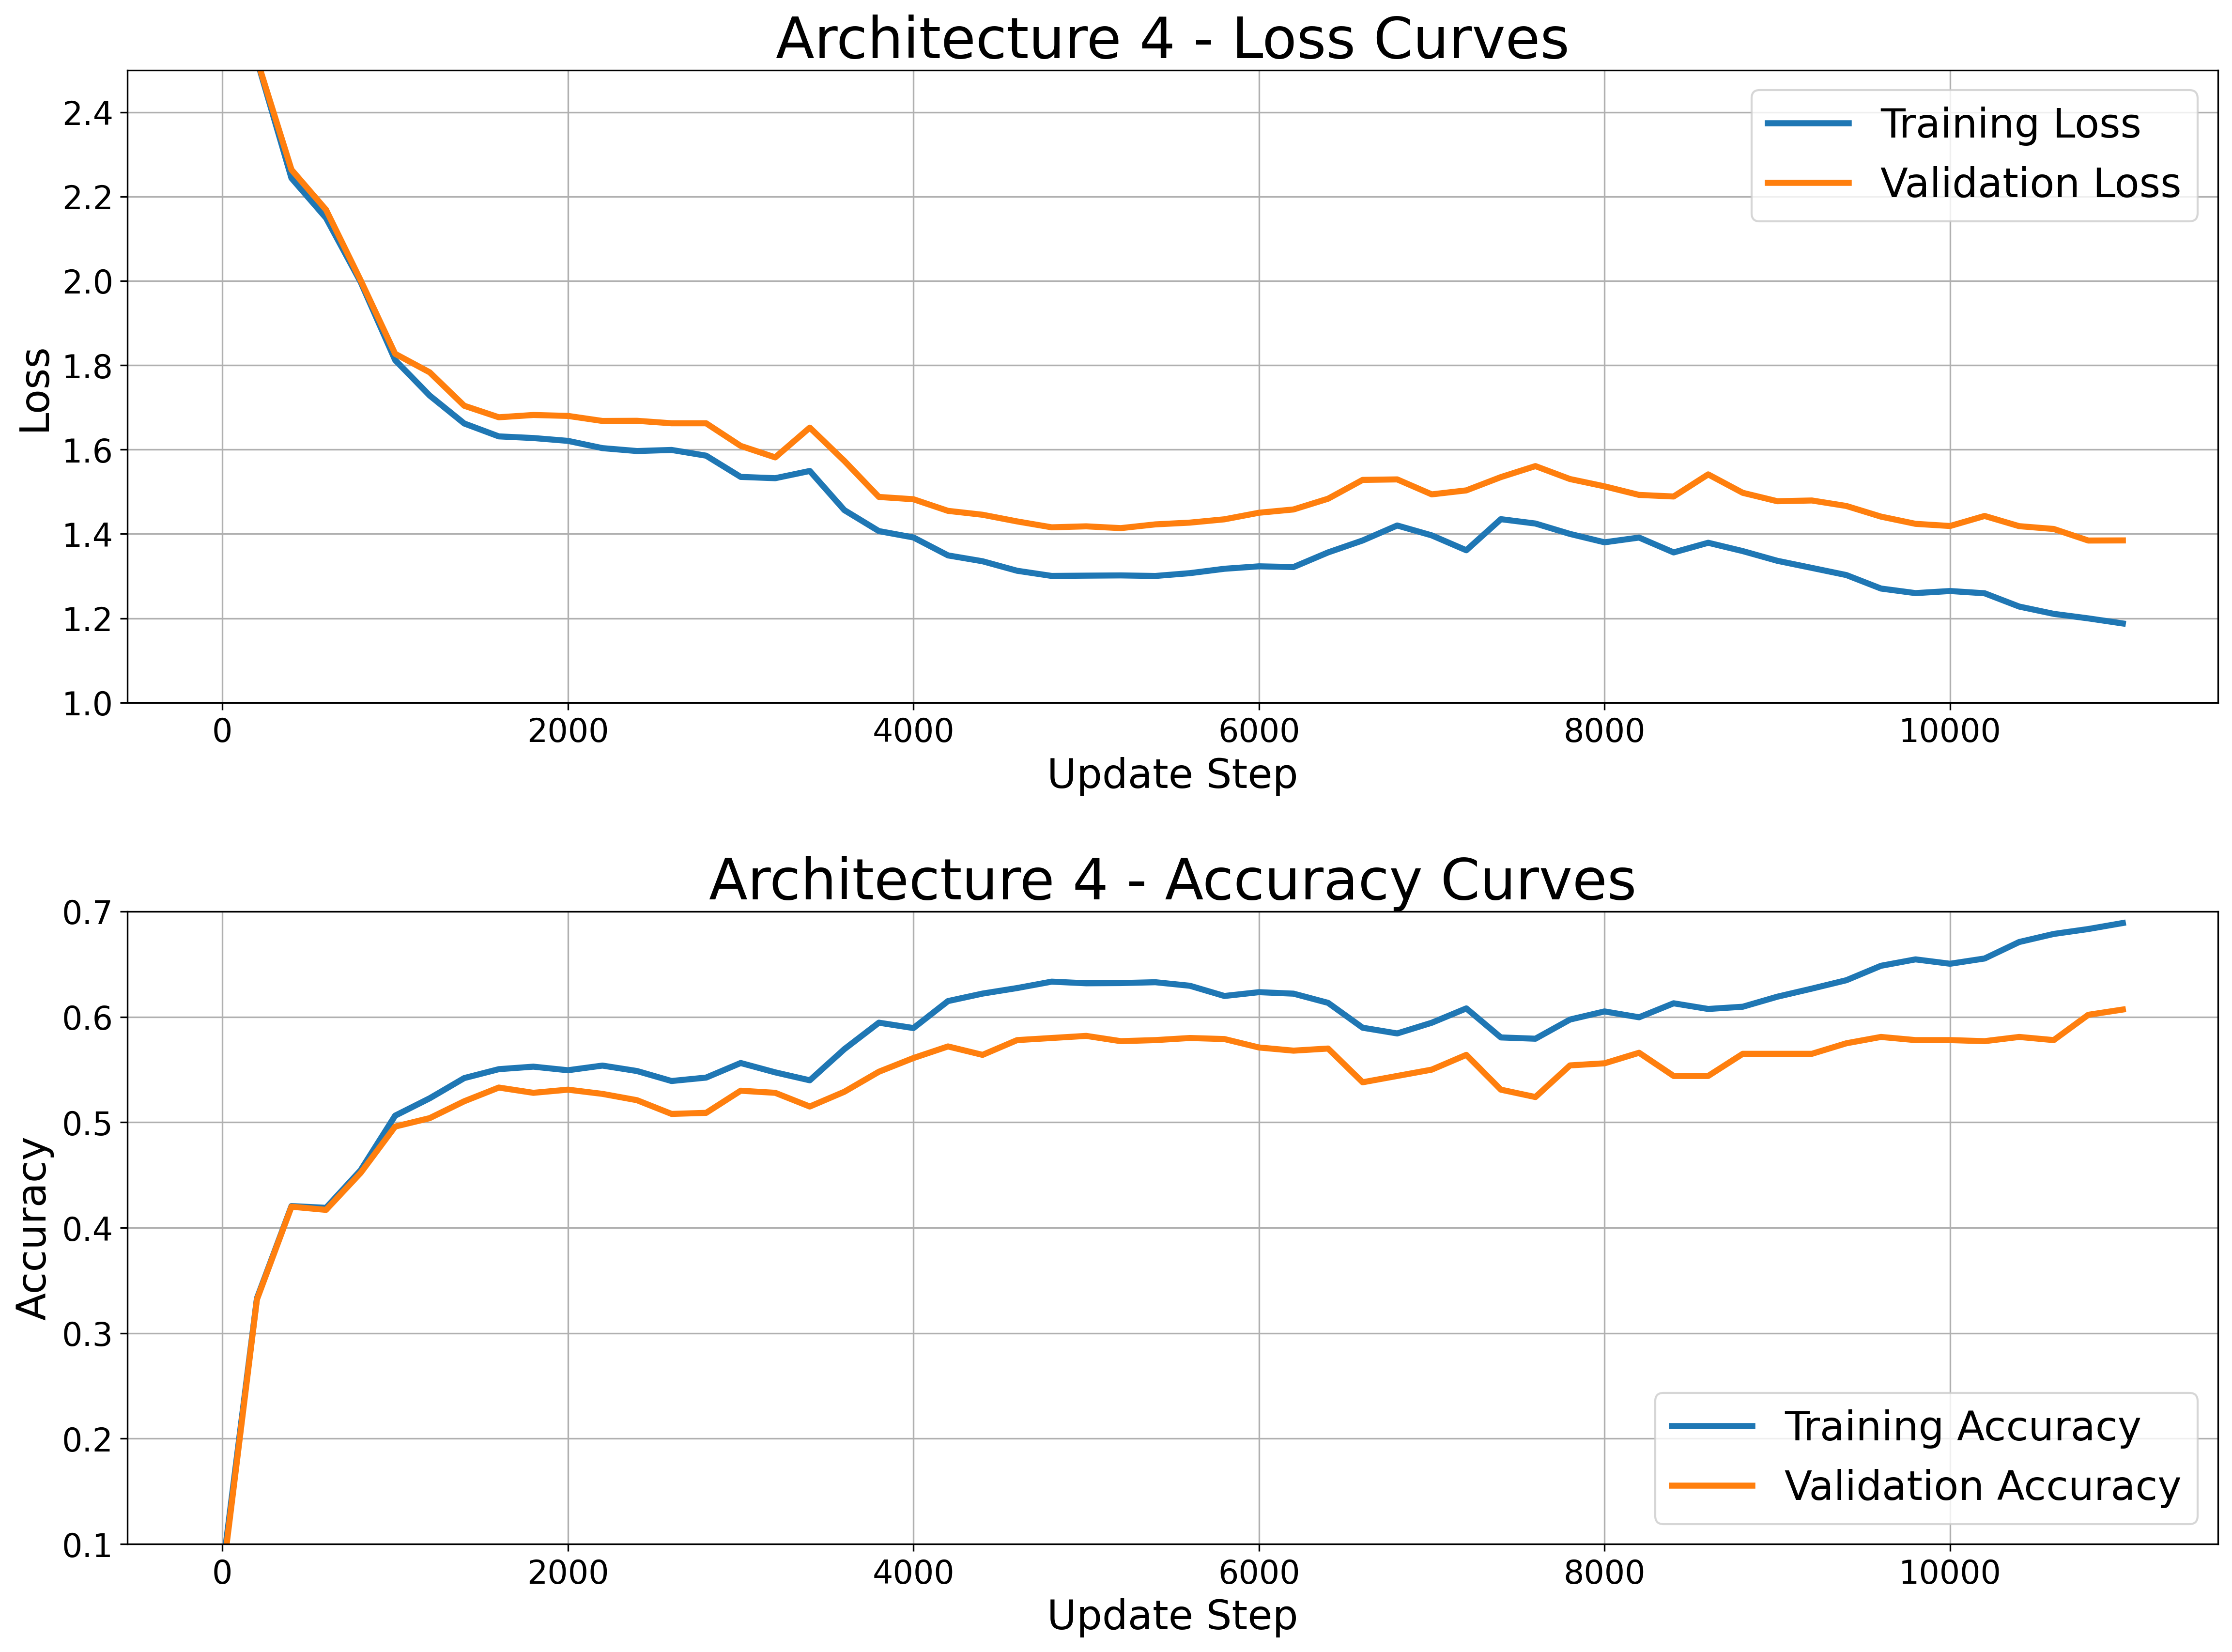 Architecture 4 - Loss Curves
2.4
2.2
2.0
1.8
1.6
1.4
1.2
1.0
Loss
Training Loss
Validation Loss
0 2000 4000 6000 8000 10000
Update Step
Architecture 4 - Accuracy Curves
0.7
0.6
0.5
0.4
0.3
0.2
0.1
Accuracy
Training Accuracy
Validation Accuracy
0 2000 4000 6000 8000 10000
Update Step